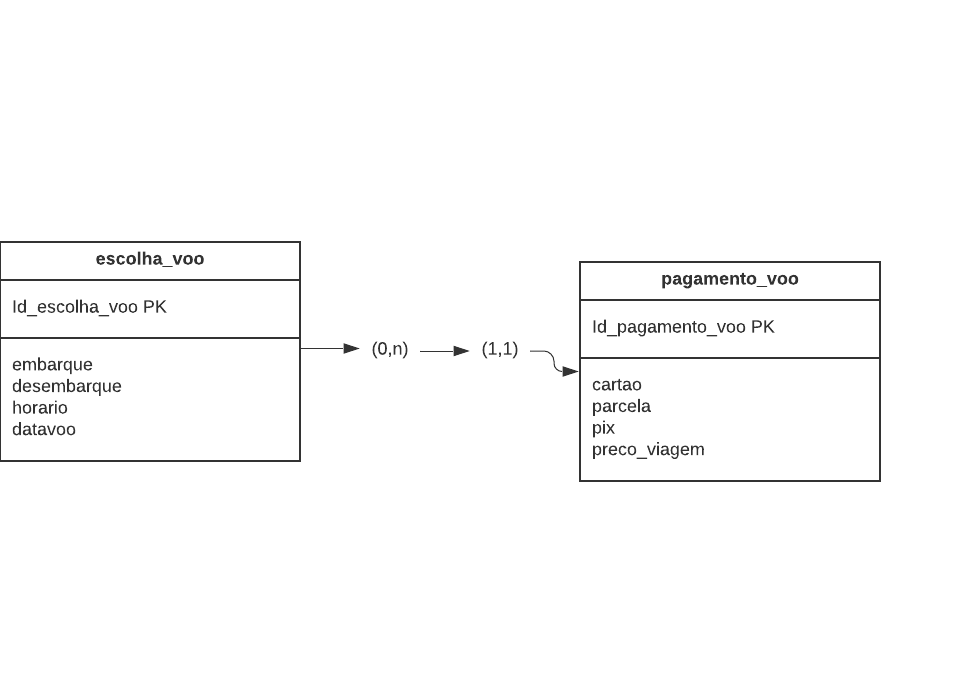 escolha_voo
Id_escolha_voo PK
embarque
desembarque
horario
datavoo
(0,n)
(1,1)
pagamento_voo
Id_pagamento_voo PK
cartao
parcela
pix
preco_viagem